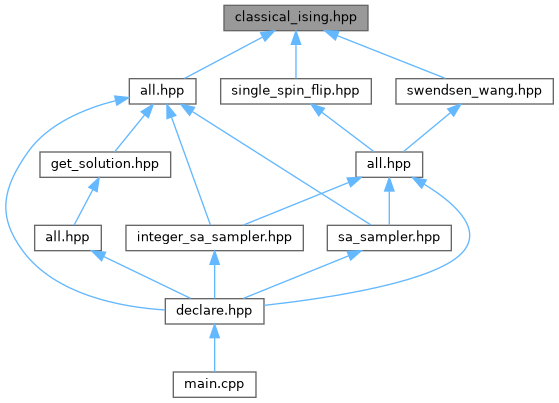 classical_ising.hpp
all.hpp
single_spin_flip.hpp
swendsen_wang.hpp
get_solution.hpp
all.hpp
all.hpp
integer_sa_sampler.hpp
sa_sampler.hpp
declare.hpp
main.cpp